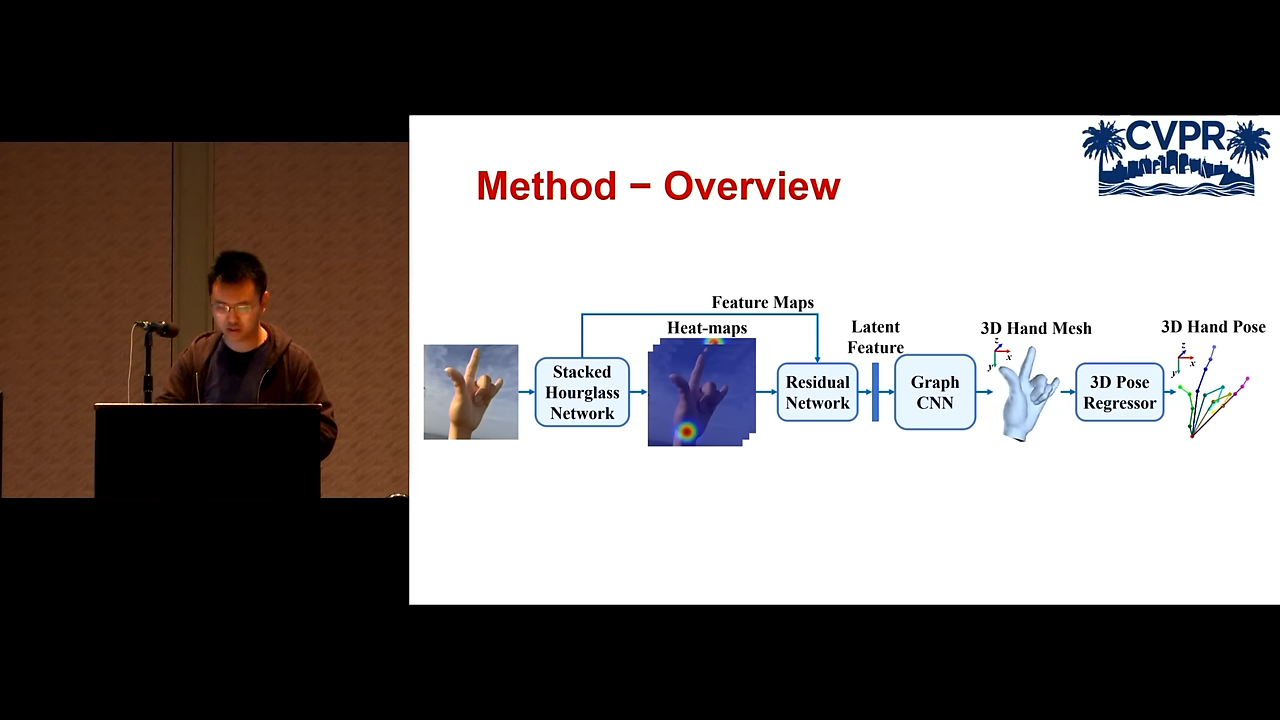 CVPR
Method – Overview
Feature Maps
Heat-maps
Latent
Feature
3D Hand Mesh
3D Hand Pose
Stacked
Hourglass
Network
Residual
Network
Graph
CNN
3D Pose
Regressor
z
x
y
z
x
y